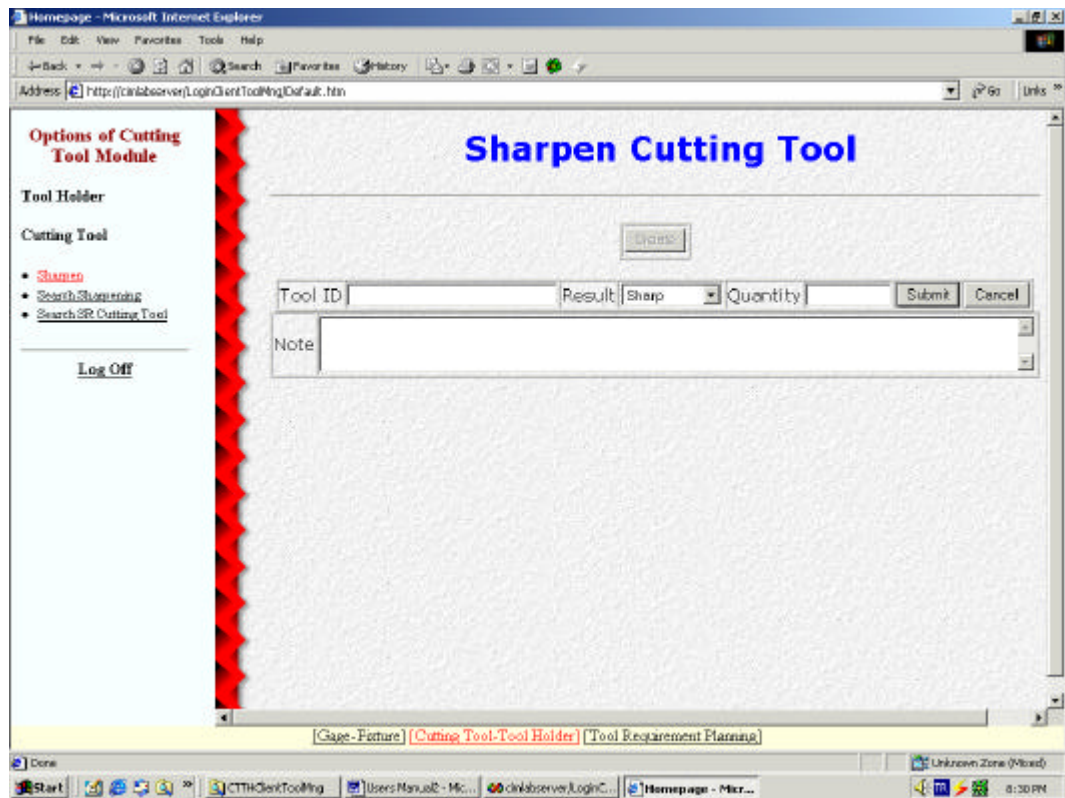 Homepage - Microsoft Internet Explorer
File Edit View Favorites Tools Help
Back Search Favorites History
Address http://cimlabserver/LoginClientToolMng/Default.htm Go Links »
Options of Cutting
Tool Module
Tool Holder
Cutting Tool
Sharpen
Search Sharpening
Search SR Cutting Tool
Log Off
Sharpen Cutting Tool
Tool ID Result Sharp Quantity Submit Cancel
Note
[Gage-Fixture] [Cutting Tool-Tool Holder] [Tool Requirement Planning]
Done Unknown Zone (Mixed)
Start » CTTHClientToolMng Users Manual2 - Mic... cimlabserver/LoginC... Homepage - Micr... 8:30 PM